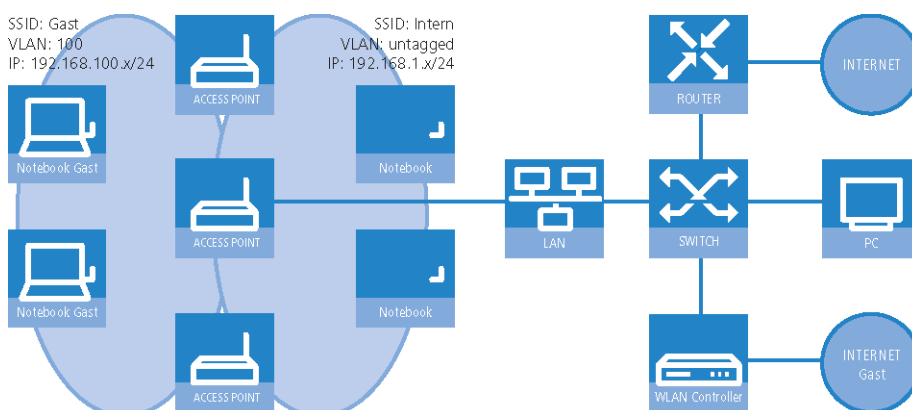 SSID: Gast
VLAN: 100
IP: 192.168.100.x/24
SSID: Intern
VLAN: untagged
IP: 192.168.1.x/24
ACCESS POINT
ROUTER
INTERNET
Notebook Gast
Notebook
ACCESS POINT
LAN
SWITCH
PC
Notebook Gast
Notebook
ACCESS POINT
WLAN Controller
INTERNET
Gast